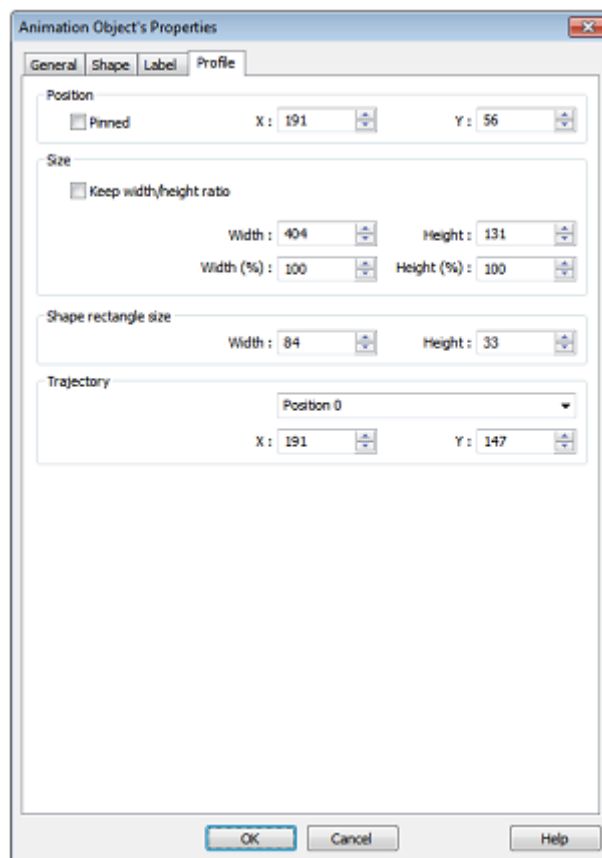 Animation Object's Properties
General Shape Label Profile
Position
Pinned X : 191 Y : 56
Size
Keep width/height ratio
Width : 404 Height : 131
Width (%) : 100 Height (%) : 100
Shape rectangle size
Width : 84 Height : 33
Trajectory
Position 0
X : 191 Y : 147
OK Cancel Help